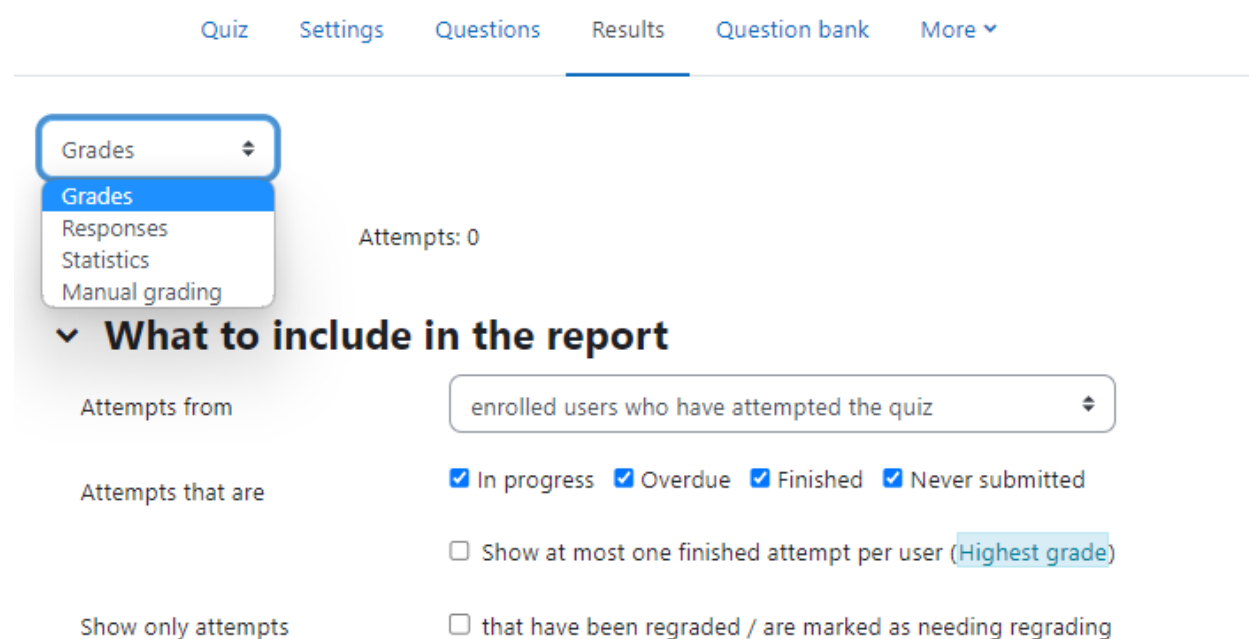 Quiz Settings Questions Results Question bank More
Grades
Grades
Responses
Statistics
Manual grading
Attempts: 0
What to include in the report
Attempts from enrolled users who have attempted the quiz
Attempts that are In progress Overdue Finished Never submitted
Show at most one finished attempt per user (Highest grade)
Show only attempts that have been regraded / are marked as needing regrading